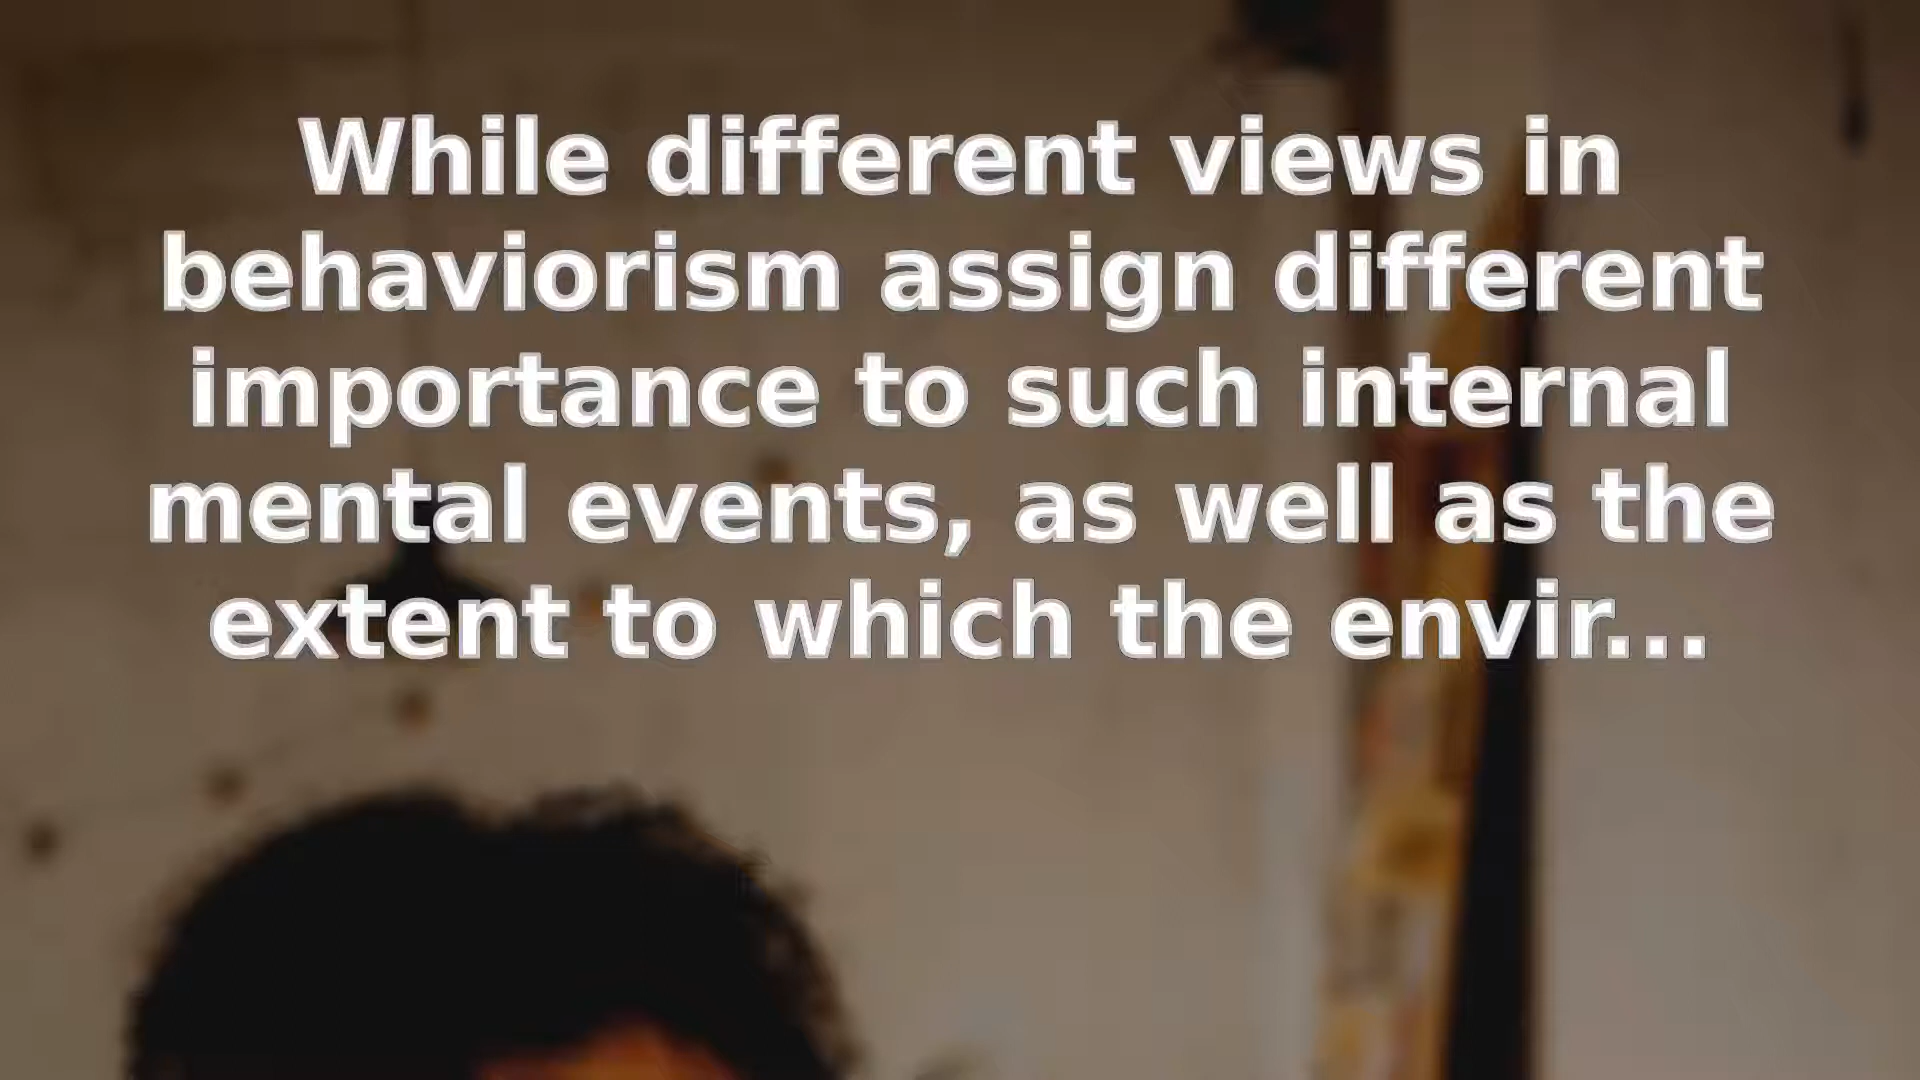 While different views in
behaviorism assign different
importance to such internal
mental events, as well as the
extent to which the envir...